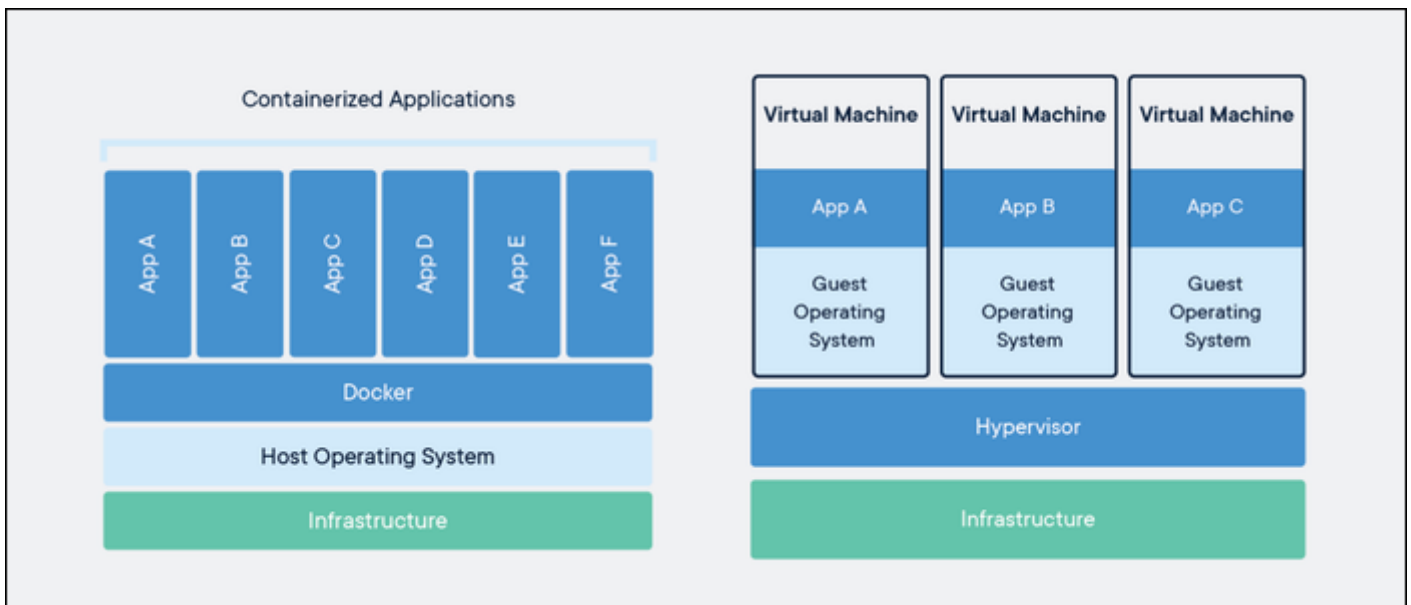 Containerized Applications
App A
App B
App C
App D
App E
App F
Docker
Host Operating System
Infrastructure
Virtual Machine
App A
Guest
Operating
System
Virtual Machine
App B
Guest
Operating
System
Virtual Machine
App C
Guest
Operating
System
Hypervisor
Infrastructure